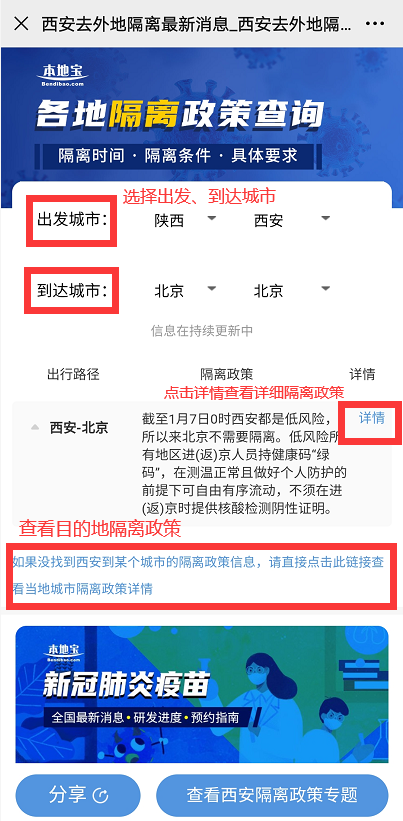 西安去外地隔离最新消息_西安去外地隔...
本地宝
Bendibao.com
各地隔离政策查询
隔离时间 · 隔离条件 · 具体要求
选择出发、到达城市
出发城市： 陕西 西安
到达城市： 北京 北京
信息在持续更新中
出行路径 隔离政策 详情
点击详情查看详细隔离政策
西安-北京
截至1月7日0时西安都是低风险，
所以来北京不需要隔离。低风险所
有地区进(返)京人员持健康码“绿
码”，在测温正常且做好个人防护的
前提下可自由有序流动，不须在进
(返)京时提供核酸检测阴性证明。
详情
查看目的地隔离政策
如果没找到西安到某个城市的隔离政策信息，请直接点击此链接查
看当地城市隔离政策详情
本地宝
Bendibao.com
新冠肺炎疫苗
全国最新消息 • 研发进度 • 预约指南
分享
查看西安隔离政策专题